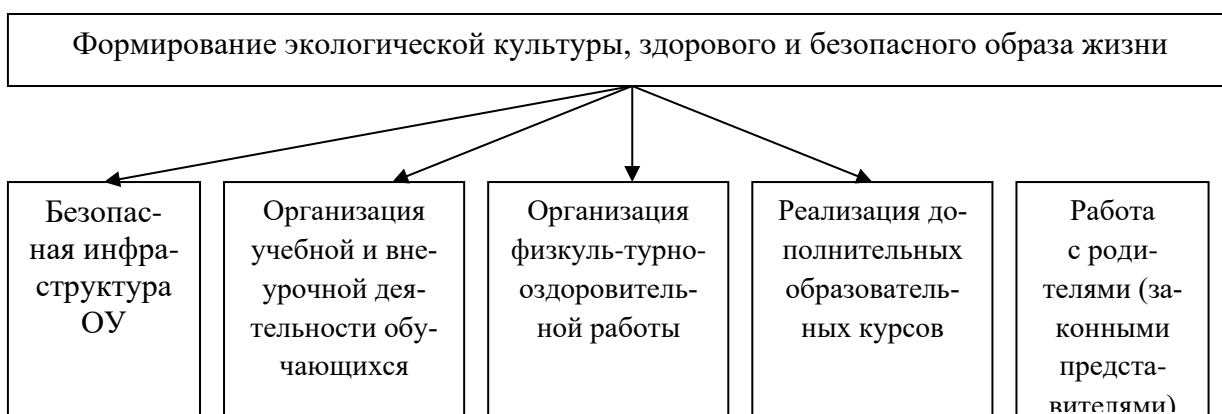 Формирование экологической культуры, здорового и безопасного образа жизни
Безопас-
ная инфра-
структура
ОУ
Организация
учебной и вне-
урочной дея-
тельности обу-
чающихся
Организация
физкуль-турно-
оздоровитель-
ной работы
Реализация до-
полнительных
образователь-
ных курсов
Работа
с роди-
телями (за-
конными
предста-
вителями)